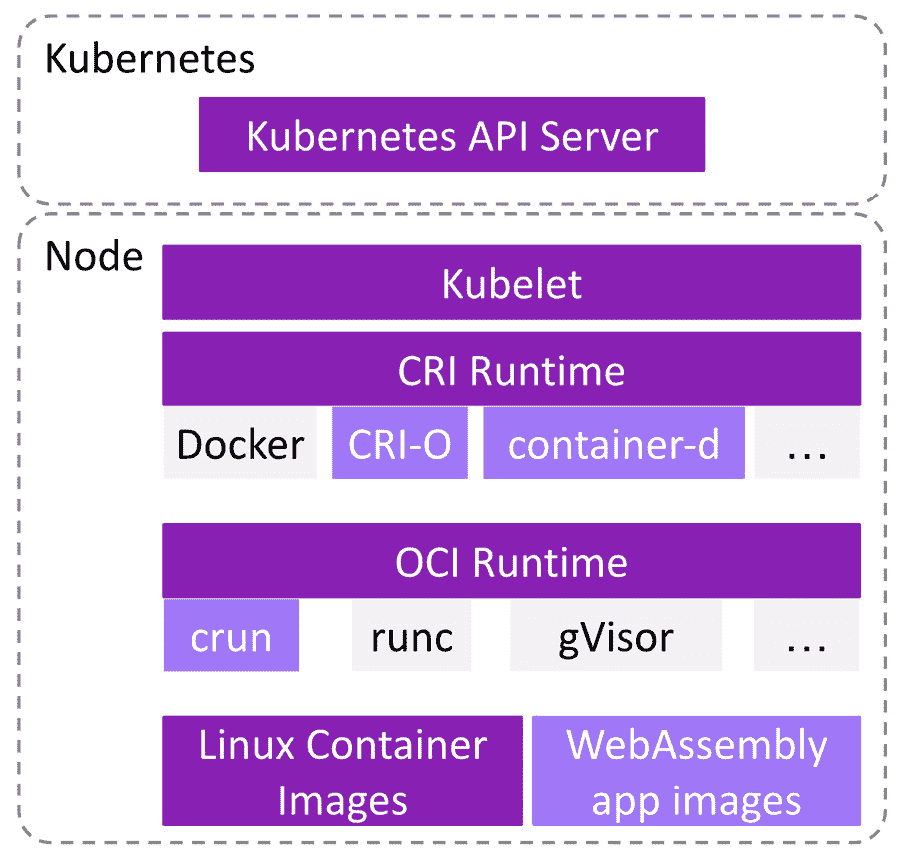 Kubernetes
Kubernetes API Server
Node
Kubelet
CRI Runtime
Docker
CRI-O
container-d
...
OCI Runtime
crun
runc
gVisor
...
Linux Container
Images
WebAssembly
app images